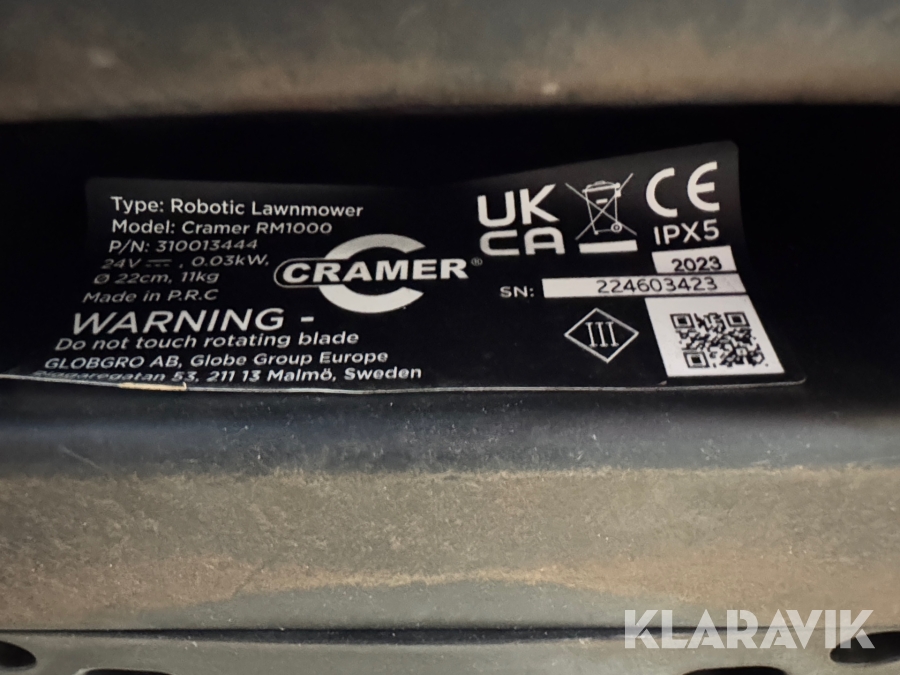 Type: Robotic Lawnmower
Model: Cramer RM1000
P/N: 310013444
24V ⎓, 0.03kW,
Ø 22cm, 11kg
Made in P.R.C
WARNING -
Do not touch rotating blade
GLOBGRO AB, Globe Group Europe
53, 211 13 Malmö, Sweden
CRAMER®
UK
CA
CE
IPX5
2023
SN: 224603423
III
KLARAVIK